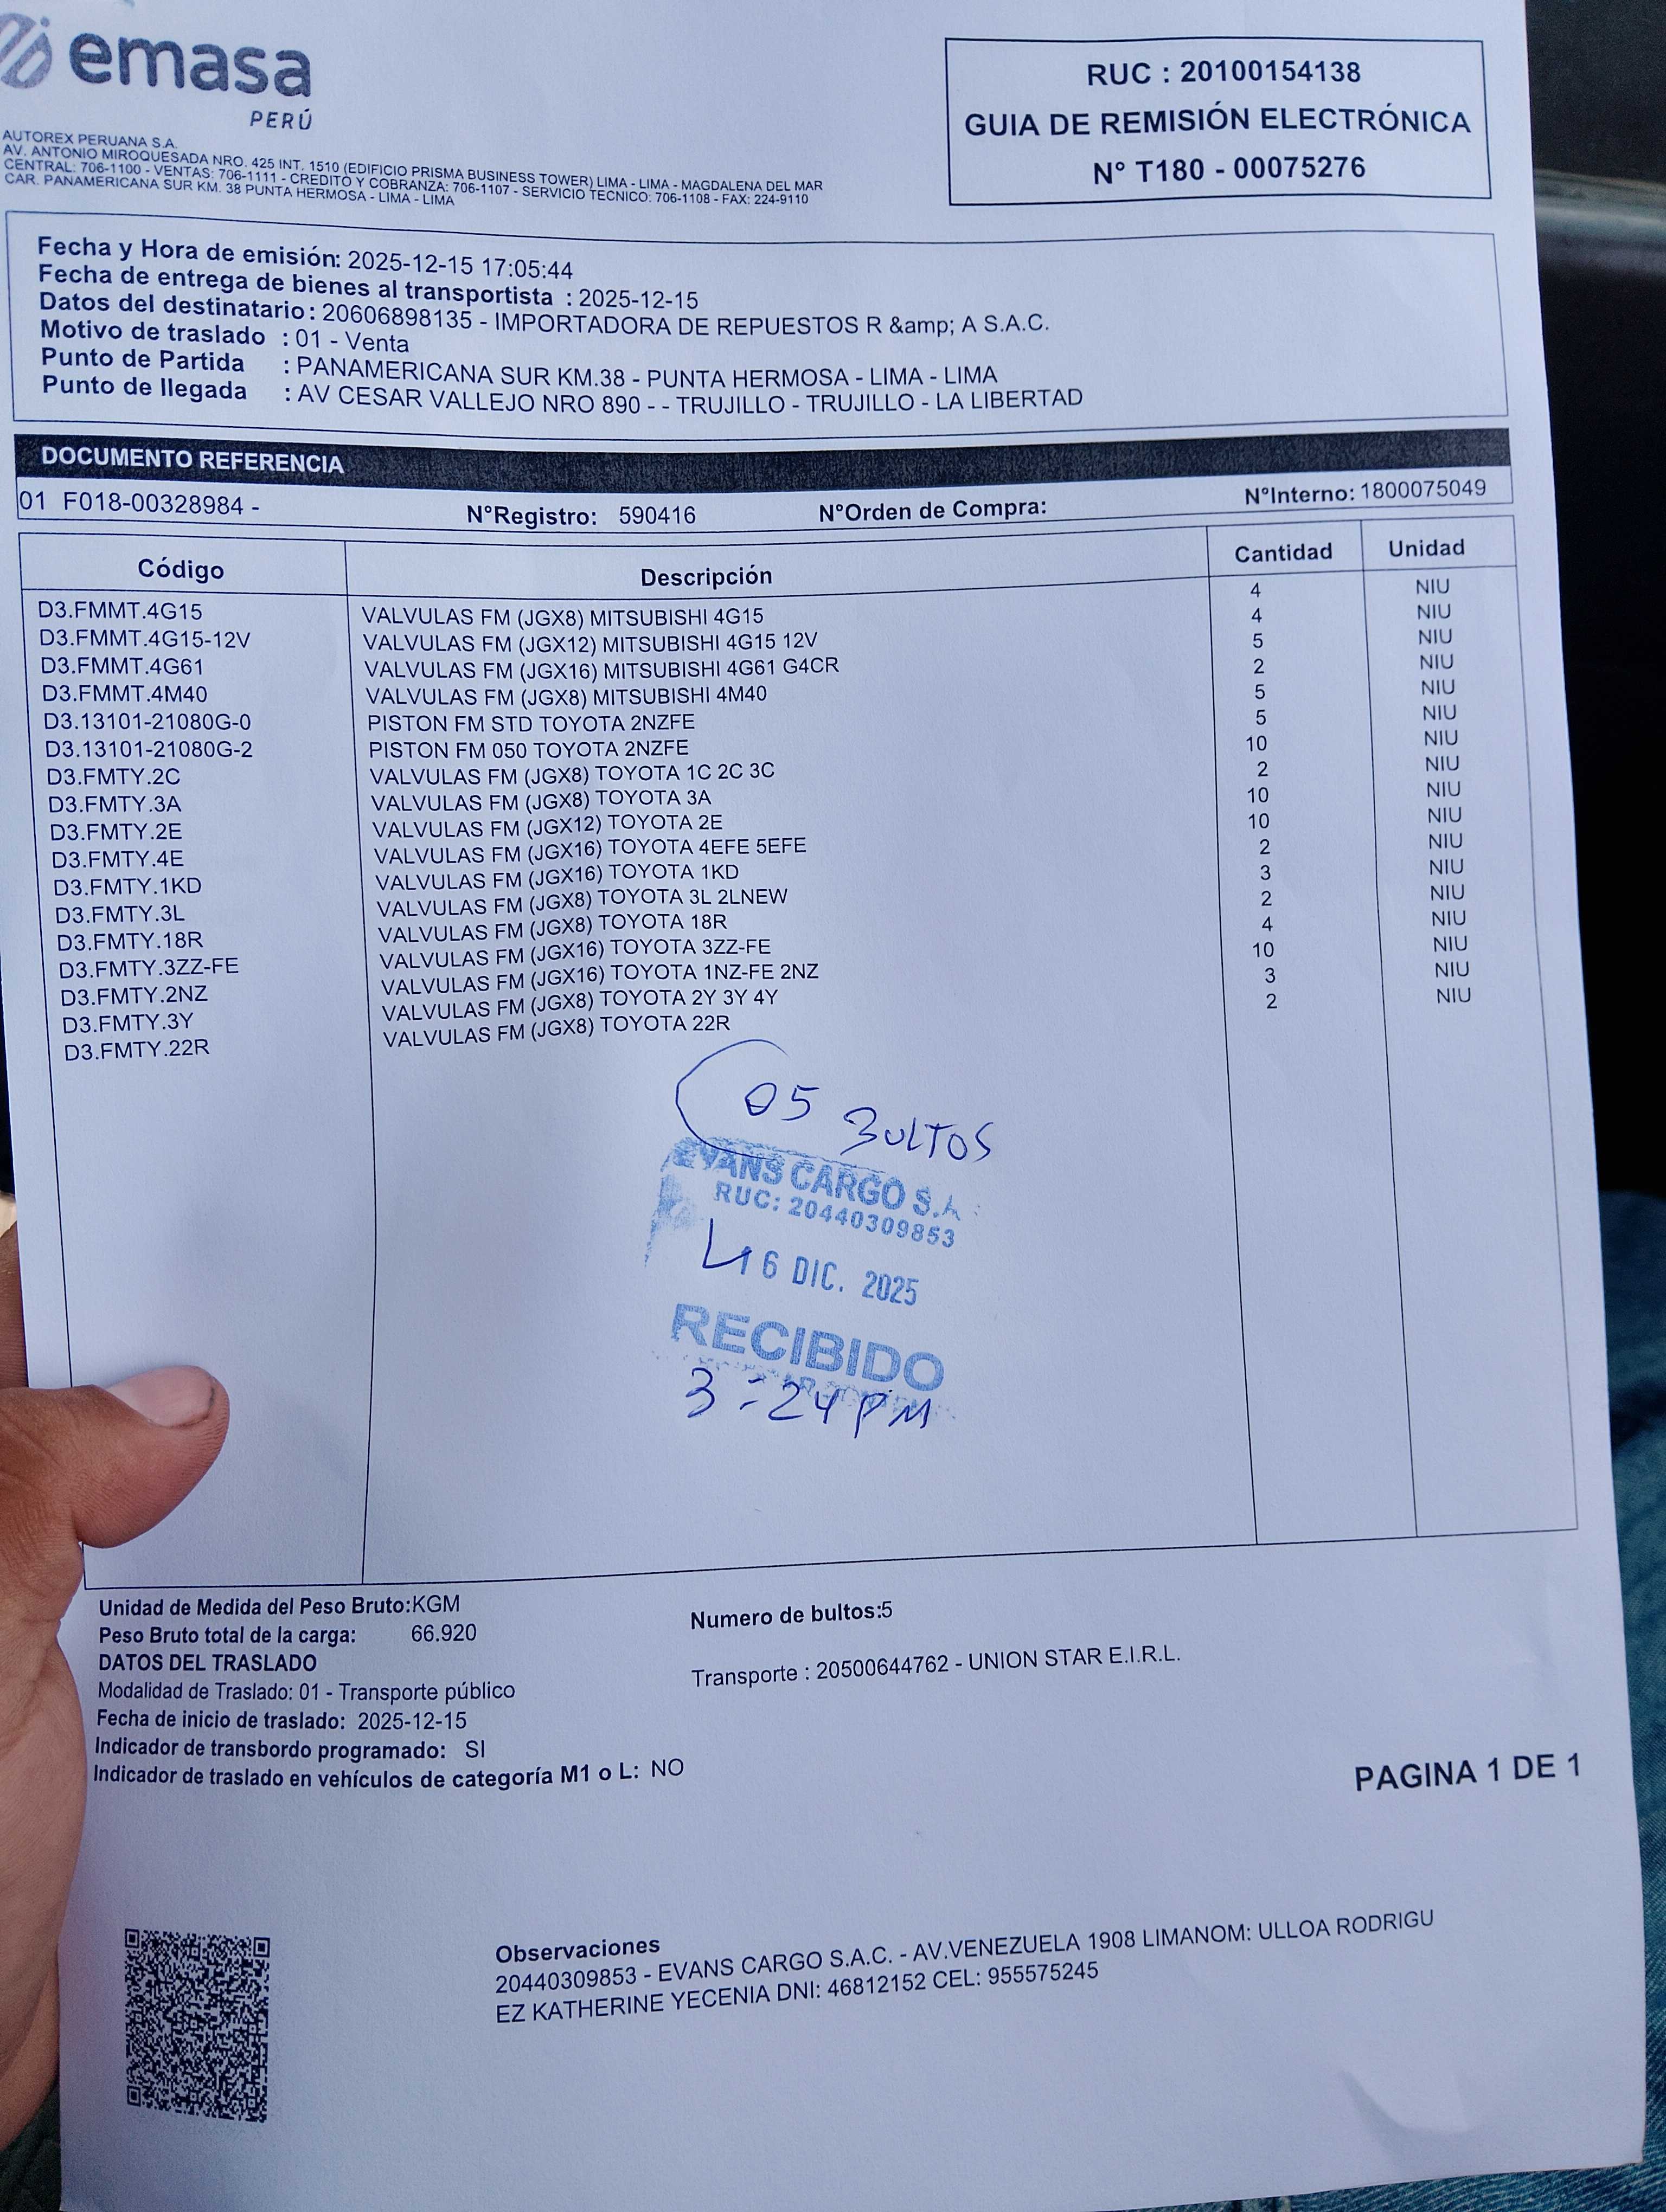 emasa
PERÚ
AUTOREX PERUANA S.A.
AV. ANTONIO MIROQUESADA NRO. 425 INT. 1510 (EDIFICIO PRISMA BUSINESS TOWER) LIMA - LIMA - MAGDALENA DEL MAR
CENTRAL: 706-1100 - VENTAS: 706-1111 - CREDITO Y COBRANZA: 706-1107 - SERVICIO TECNICO: 706-1108 - FAX: 224-9110
CAR. PANAMERICANA SUR KM. 38 PUNTA HERMOSA - LIMA - LIMA
RUC : 20100154138
GUIA DE REMISIÓN ELECTRÓNICA
N° T180 - 00075276
Fecha y Hora de emisión: 2025-12-15 17:05:44
Fecha de entrega de bienes al transportista : 2025-12-15
Datos del destinatario : 20606898135 - IMPORTADORA DE REPUESTOS R &amp; A S.A.C.
Motivo de traslado : 01 - Venta
Punto de Partida : PANAMERICANA SUR KM.38 - PUNTA HERMOSA - LIMA - LIMA
Punto de llegada : AV CESAR VALLEJO NRO 890 - - TRUJILLO - TRUJILLO - LA LIBERTAD
DOCUMENTO REFERENCIA
01 F018-00328984 - N°Registro: 590416 N°Orden de Compra: N°Interno: 1800075049
Código Descripción Cantidad Unidad
D3.FMMT.4G15 VALVULAS FM (JGX8) MITSUBISHI 4G15 4 NIU
D3.FMMT.4G15-12V VALVULAS FM (JGX12) MITSUBISHI 4G15 12V 4 NIU
D3.FMMT.4G61 VALVULAS FM (JGX16) MITSUBISHI 4G61 G4CR 5 NIU
D3.FMMT.4M40 VALVULAS FM (JGX8) MITSUBISHI 4M40 2 NIU
D3.13101-21080G-0 PISTON FM STD TOYOTA 2NZFE 5 NIU
D3.13101-21080G-2 PISTON FM 050 TOYOTA 2NZFE 5 NIU
D3.FMTY.2C VALVULAS FM (JGX8) TOYOTA 1C 2C 3C 10 NIU
D3.FMTY.3A VALVULAS FM (JGX8) TOYOTA 3A 2 NIU
D3.FMTY.2E VALVULAS FM (JGX12) TOYOTA 2E 10 NIU
D3.FMTY.4E VALVULAS FM (JGX16) TOYOTA 4EFE 5EFE 10 NIU
D3.FMTY.1KD VALVULAS FM (JGX16) TOYOTA 1KD 2 NIU
D3.FMTY.3L VALVULAS FM (JGX8) TOYOTA 3L 2LNEW 3 NIU
D3.FMTY.18R VALVULAS FM (JGX8) TOYOTA 18R 2 NIU
D3.FMTY.3ZZ-FE VALVULAS FM (JGX16) TOYOTA 3ZZ-FE 4 NIU
D3.FMTY.2NZ VALVULAS FM (JGX16) TOYOTA 1NZ-FE 2NZ 10 NIU
D3.FMTY.3Y VALVULAS FM (JGX8) TOYOTA 2Y 3Y 4Y 3 NIU
D3.FMTY.22R VALVULAS FM (JGX8) TOYOTA 22R 2 NIU
05 BULTOS
EVANS CARGO S.A
RUC: 20440309853
16 DIC. 2025
RECIBIDO
3:24 PM
Unidad de Medida del Peso Bruto:KGM
Numero de bultos:5
Peso Bruto total de la carga: 66.920
DATOS DEL TRASLADO
Transporte : 20500644762 - UNION STAR E.I.R.L.
Modalidad de Traslado: 01 - Transporte público
Fecha de inicio de traslado: 2025-12-15
Indicador de transbordo programado: SI
Indicador de traslado en vehículos de categoría M1 o L: NO
PAGINA 1 DE 1
Observaciones
20440309853 - EVANS CARGO S.A.C. - AV.VENEZUELA 1908 LIMANOM: ULLOA RODRIGU
EZ KATHERINE YECENIA DNI: 46812152 CEL: 955575245